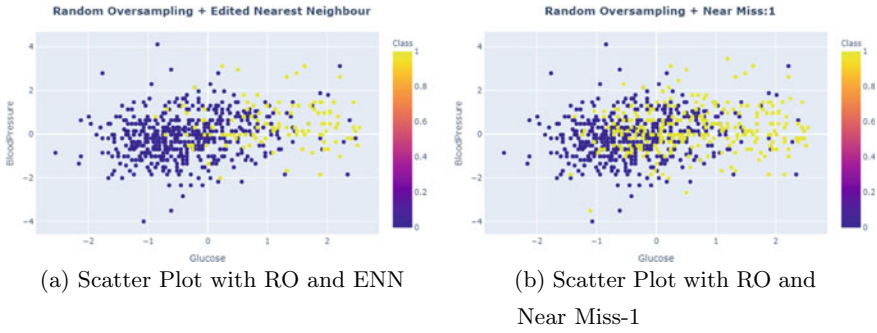 Random Oversampling + Edited Nearest Neighbour
Class
4
2
0
−2
−4
BloodPressure
−2
−1
0
1
2
Glucose
1
0.8
0.6
0.4
0.2
0
(a) Scatter Plot with RO and ENN
Random Oversampling + Near Miss:1
Class
4
2
0
−2
−4
BloodPressure
−2
−1
0
1
2
Glucose
1
0.8
0.6
0.4
0.2
0
(b) Scatter Plot with RO and
Near Miss-1